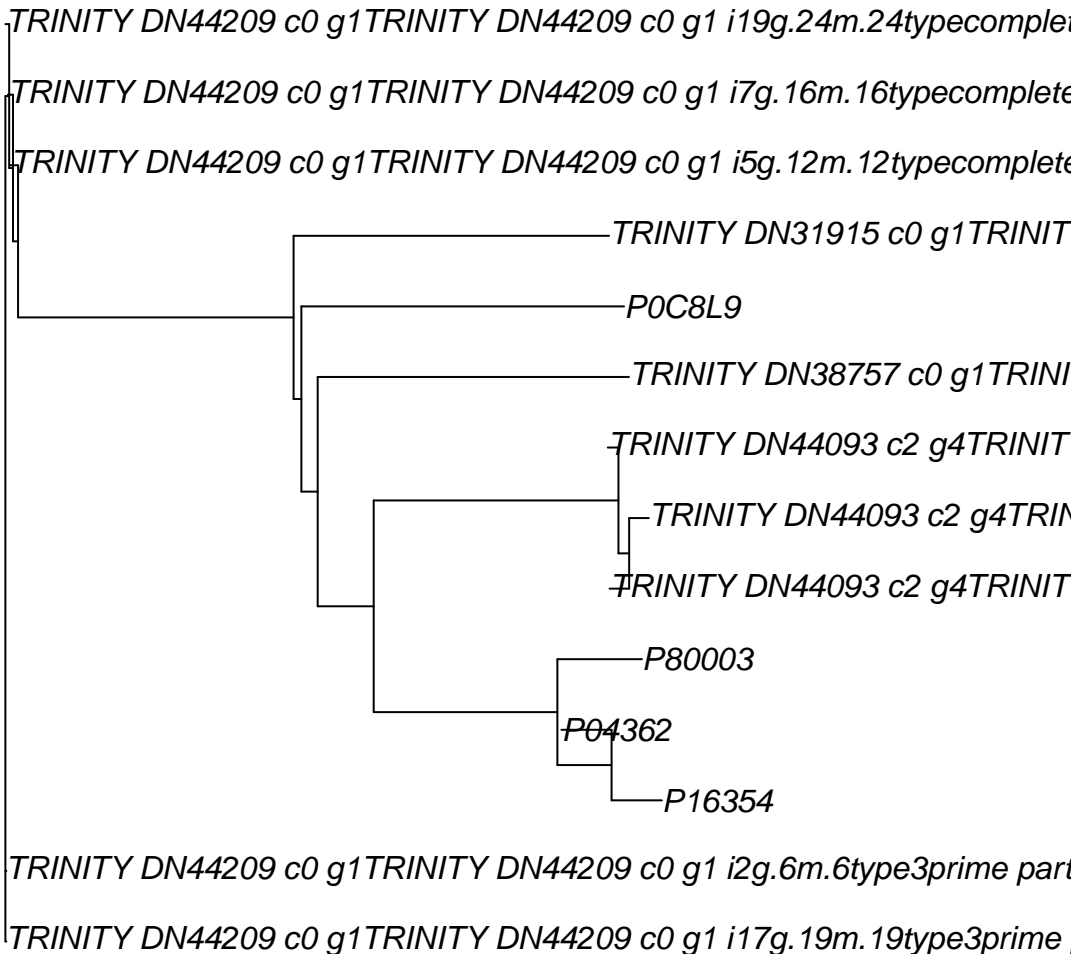 TRINITY DN44209 c0 g1TRINITY DN44209 c0 g1 i19g.24m.24typecomplet
TRINITY DN44209 c0 g1TRINITY DN44209 c0 g1 i7g.16m.16typecomplete
TRINITY DN44209 c0 g1TRINITY DN44209 c0 g1 i5g.12m.12typecomplete
TRINITY DN31915 c0 g1TRINIT
P0C8L9
TRINITY DN38757 c0 g1TRINI
TRINITY DN44093 c2 g4TRINIT
TRINITY DN44093 c2 g4TRIN
TRINITY DN44093 c2 g4TRINIT
P80003
P04362
P16354
TRINITY DN44209 c0 g1TRINITY DN44209 c0 g1 i2g.6m.6type3prime part
TRINITY DN44209 c0 g1TRINITY DN44209 c0 g1 i17g.19m.19type3prime